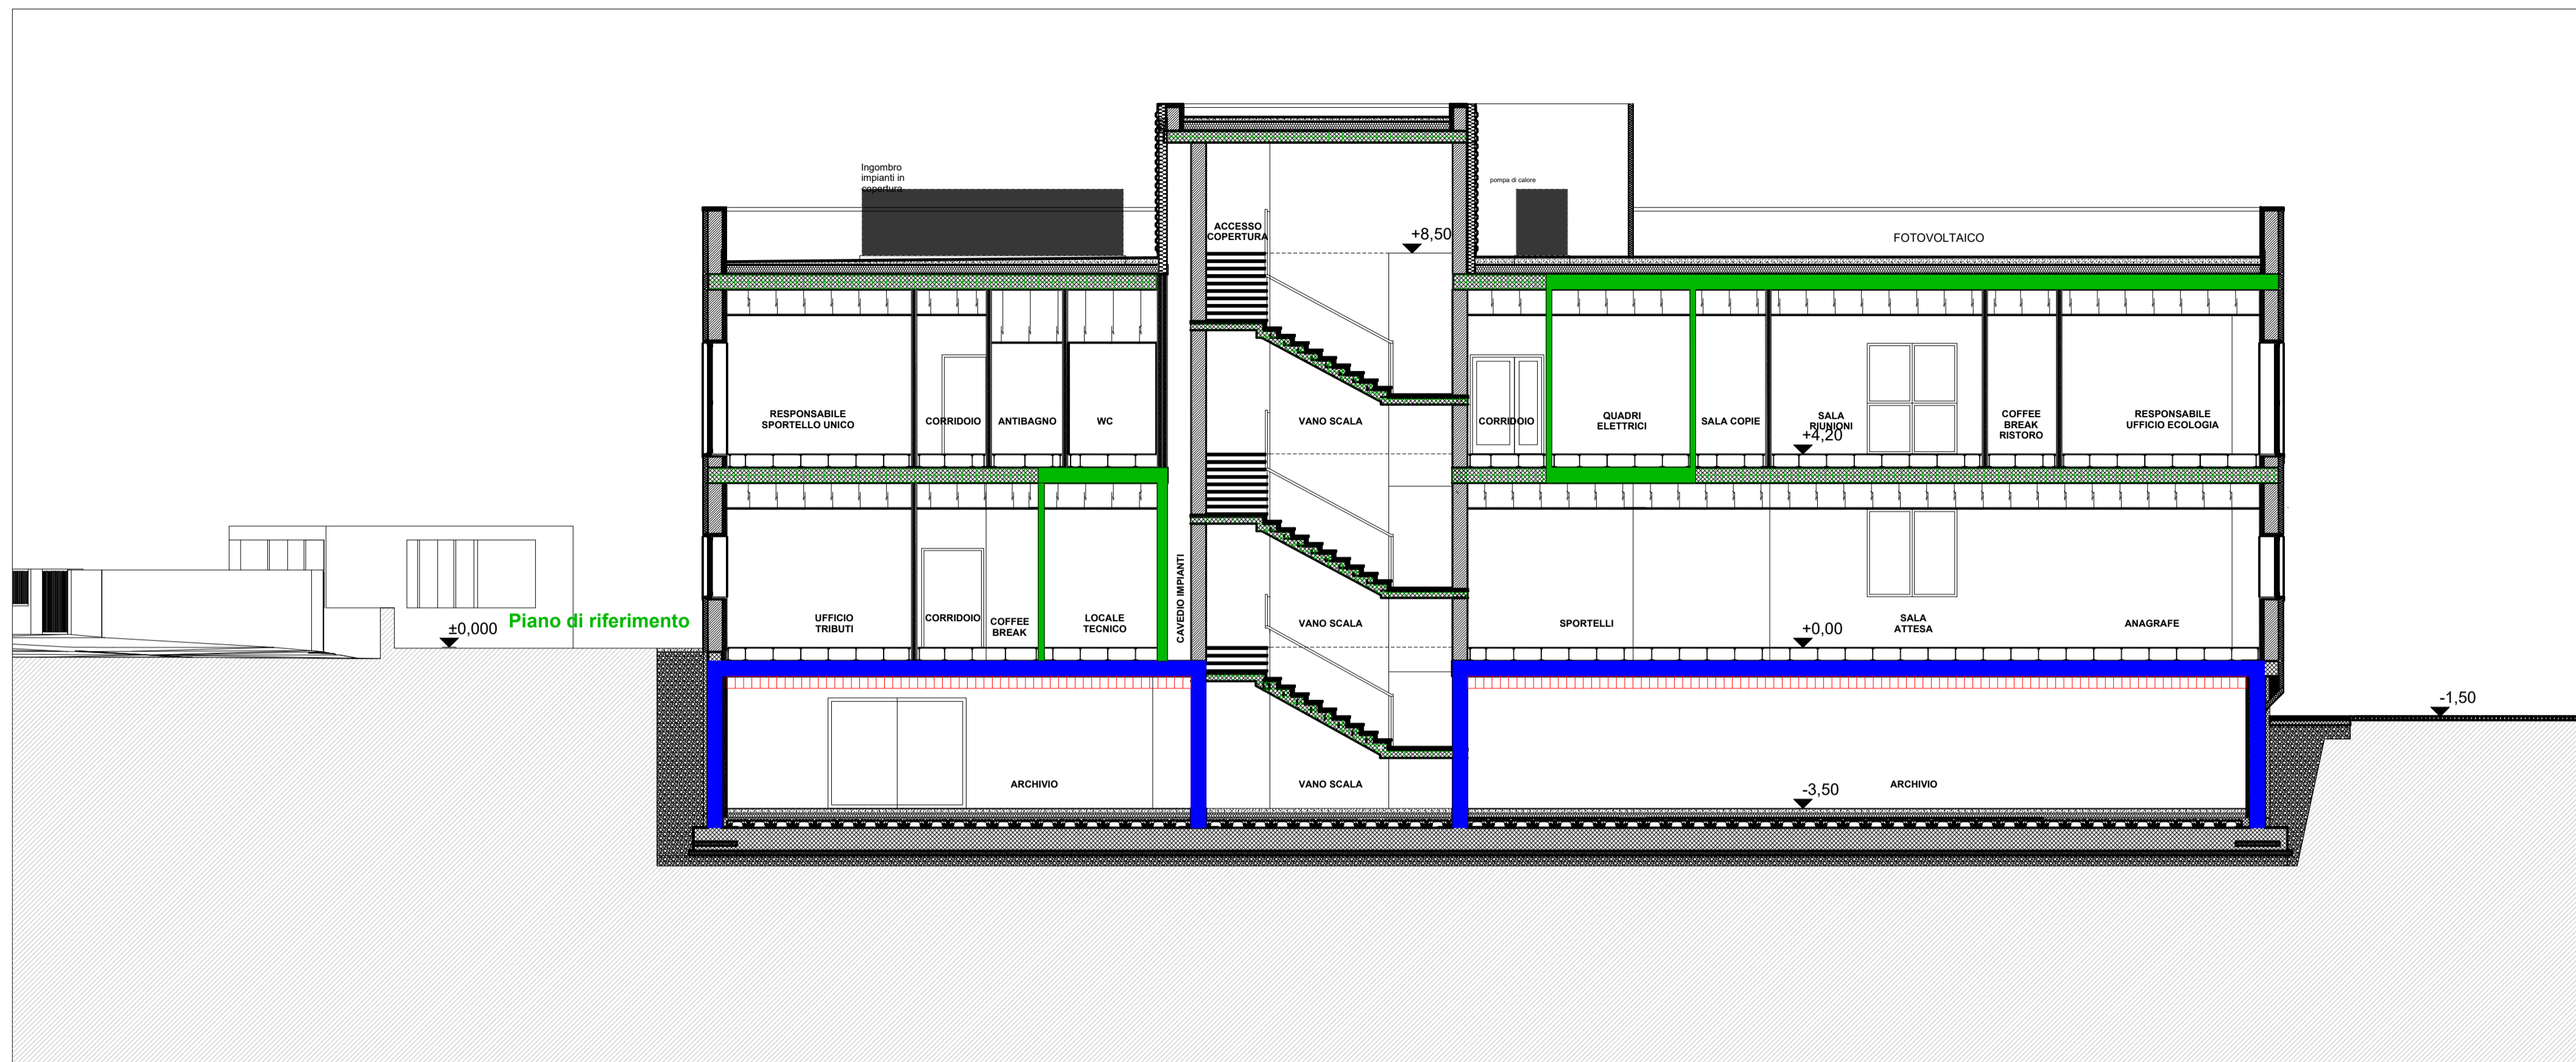 Ingombro
impianti in
copertura
pompa di calore
ACCESSO
COPERTURA
+8,50
FOTOVOLTAICO
RESPONSABILE
SPORTELLO UNICO
CORRIDOIO
ANTIBAGNO
WC
VANO SCALA
CORRIDOIO
QUADRI
ELETTRICI
SALA COPIE
SALA
RIUNIONI
+4,20
COFFEE
BREAK
RISTORO
RESPONSABILE
UFFICIO ECOLOGIA
±0,000
Piano di riferimento
UFFICIO
TRIBUTI
CORRIDOIO
COFFEE
BREAK
LOCALE
TECNICO
CAVEDIO IMPIANTI
VANO SCALA
SPORTELLI
+0,00
SALA
ATTESA
ANAGRAFE
-1,50
ARCHIVIO
VANO SCALA
-3,50
ARCHIVIO